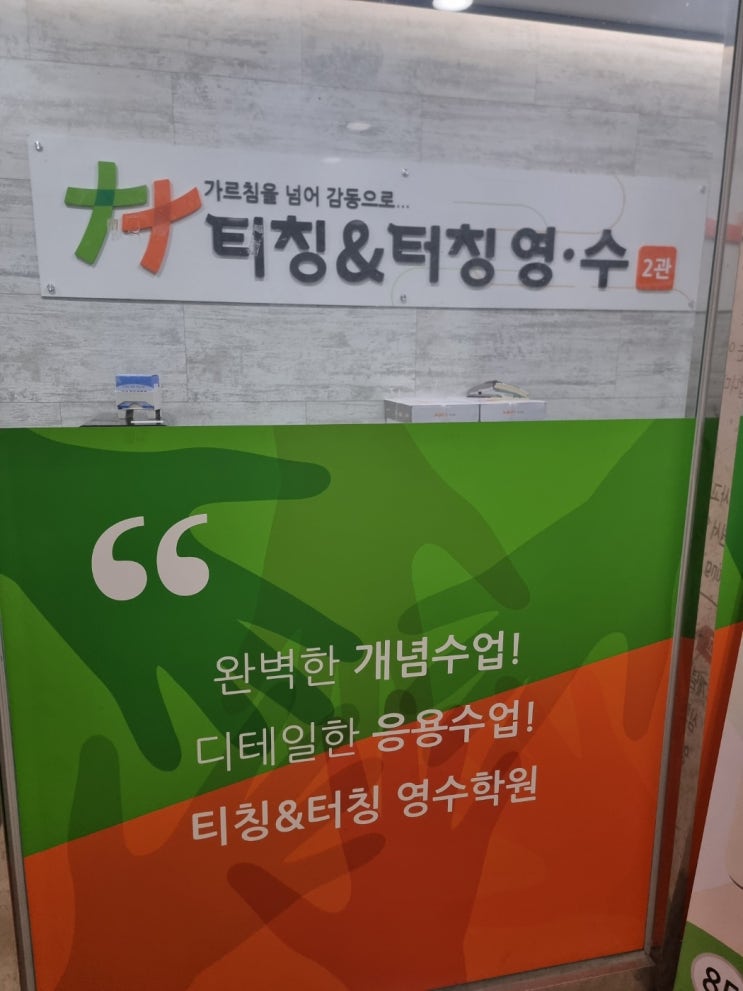 가르침을 넘어 감동으로...
티칭&터칭 영·수 2관
“
완벽한 개념수업!
디테일한 응용수업!
티칭&터칭 영수학원